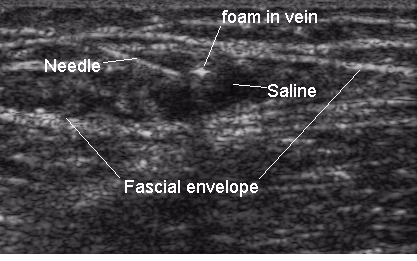 foam in vein
Needle
Saline
Fascial envelope